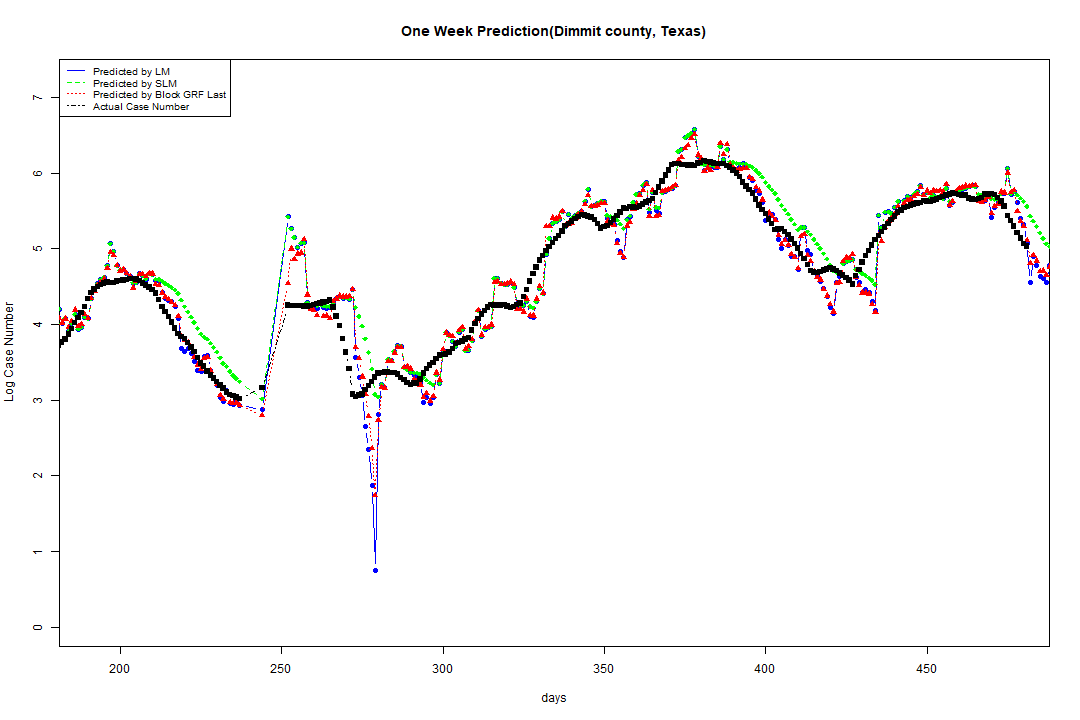 One Week Prediction(Dimmit county, Texas)
Predicted by LM
Predicted by SLM
Predicted by Block GRF Last
Actual Case Number
Log Case Number
7
6
5
4
3
2
1
0
200 250 300 350 400 450
days